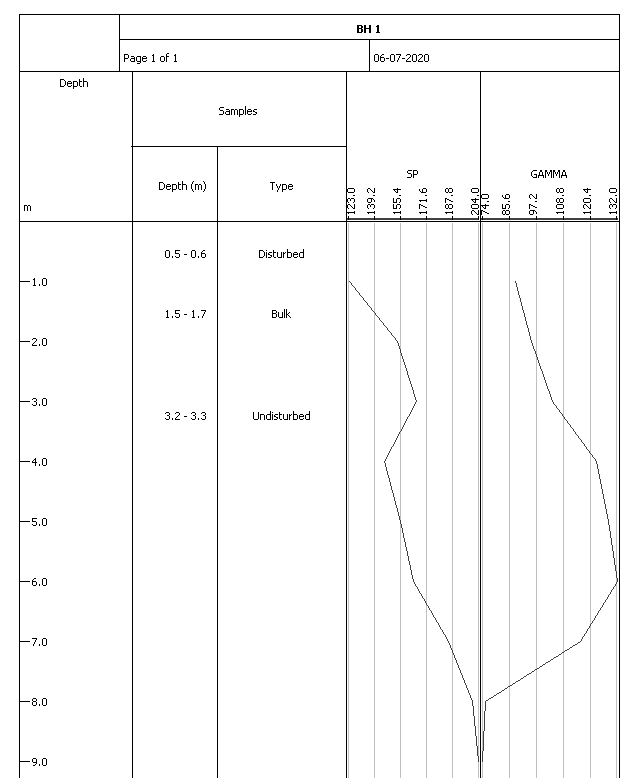 BH 1
Page 1 of 1
06-07-2020
Depth
Samples
SP
GAMMA
Depth (m)
Type
m
123.0 139.2 155.4 171.6 187.8 204.0
74.0 85.6 97.2 108.8 120.4 132.0
0.5 - 0.6 Disturbed
1.0
1.5 - 1.7 Bulk
2.0
3.0
3.2 - 3.3 Undisturbed
4.0
5.0
6.0
7.0
8.0
9.0